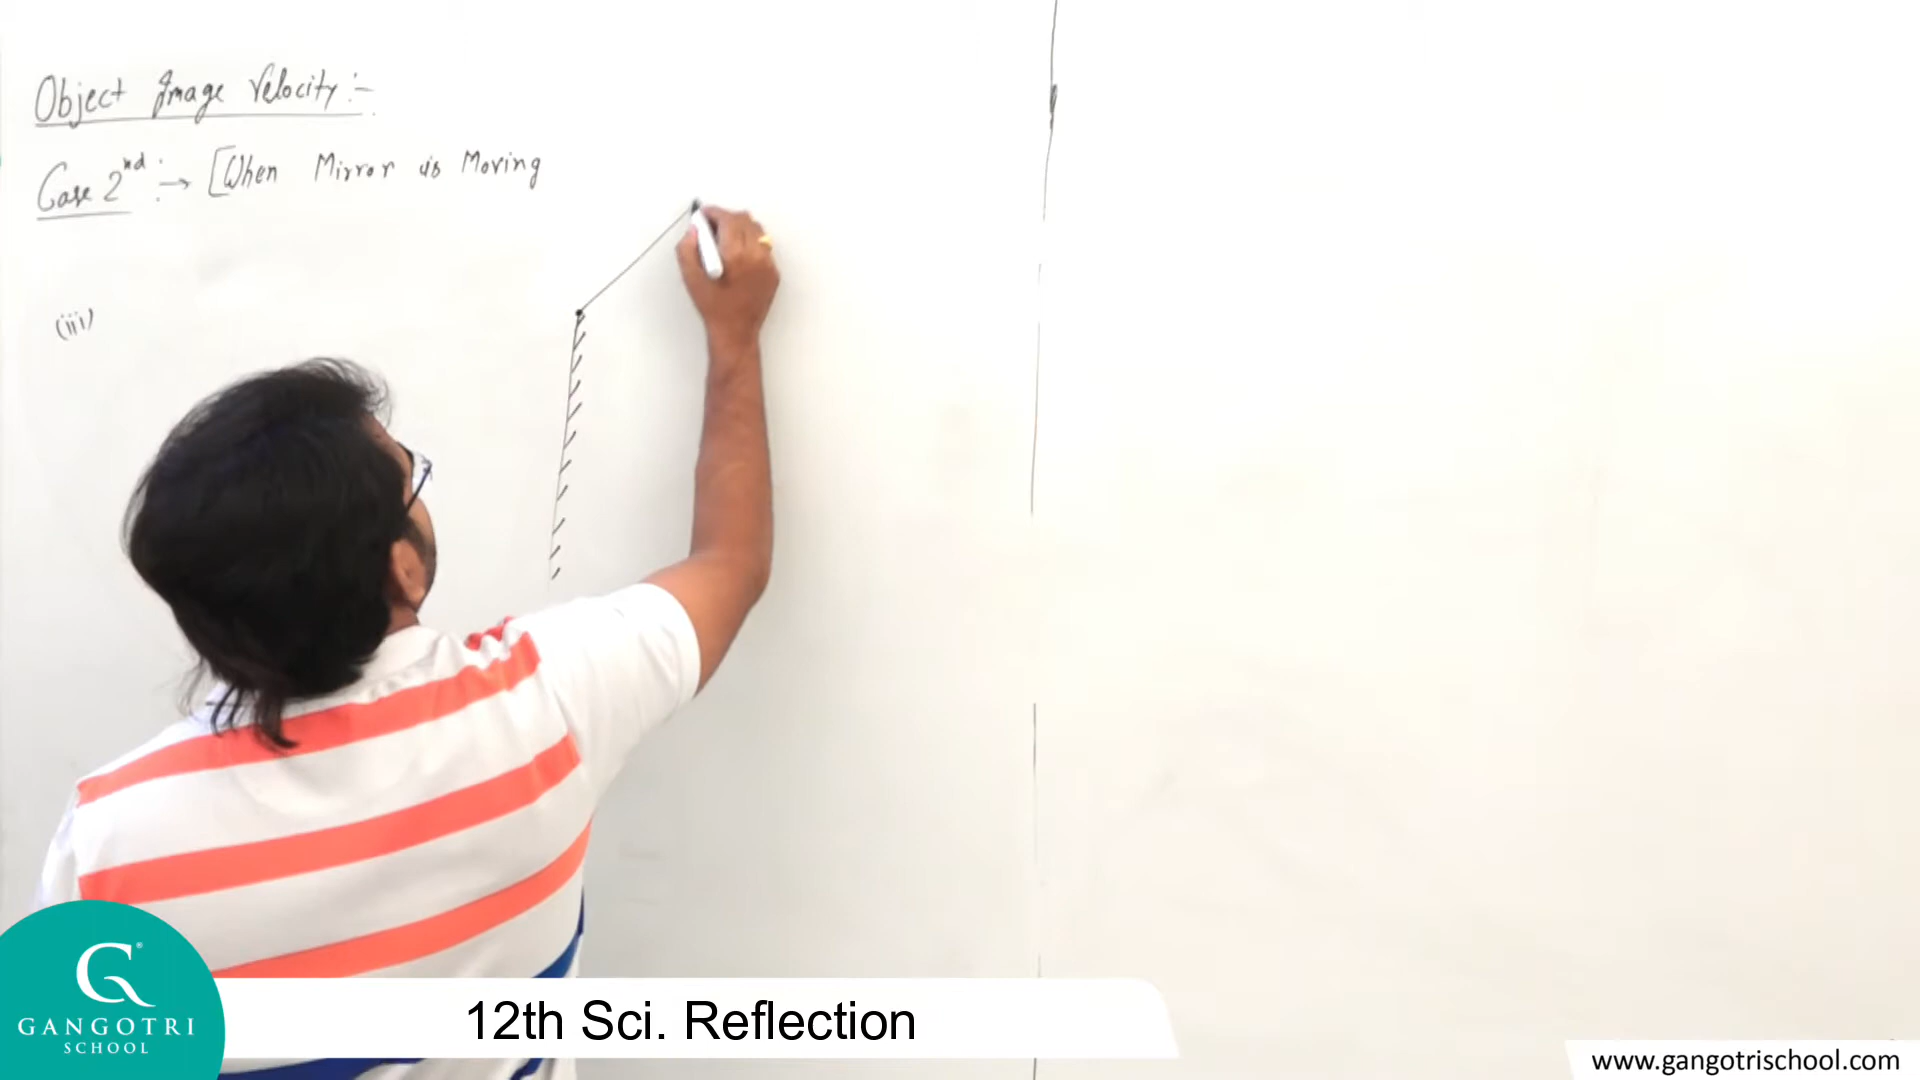 Object Image Velocity :-
Case 2nd :→ [When Mirror is Moving
(iii)
GANGOTRI
SCHOOL
12th Sci. Reflection
www.gangotrischool.com